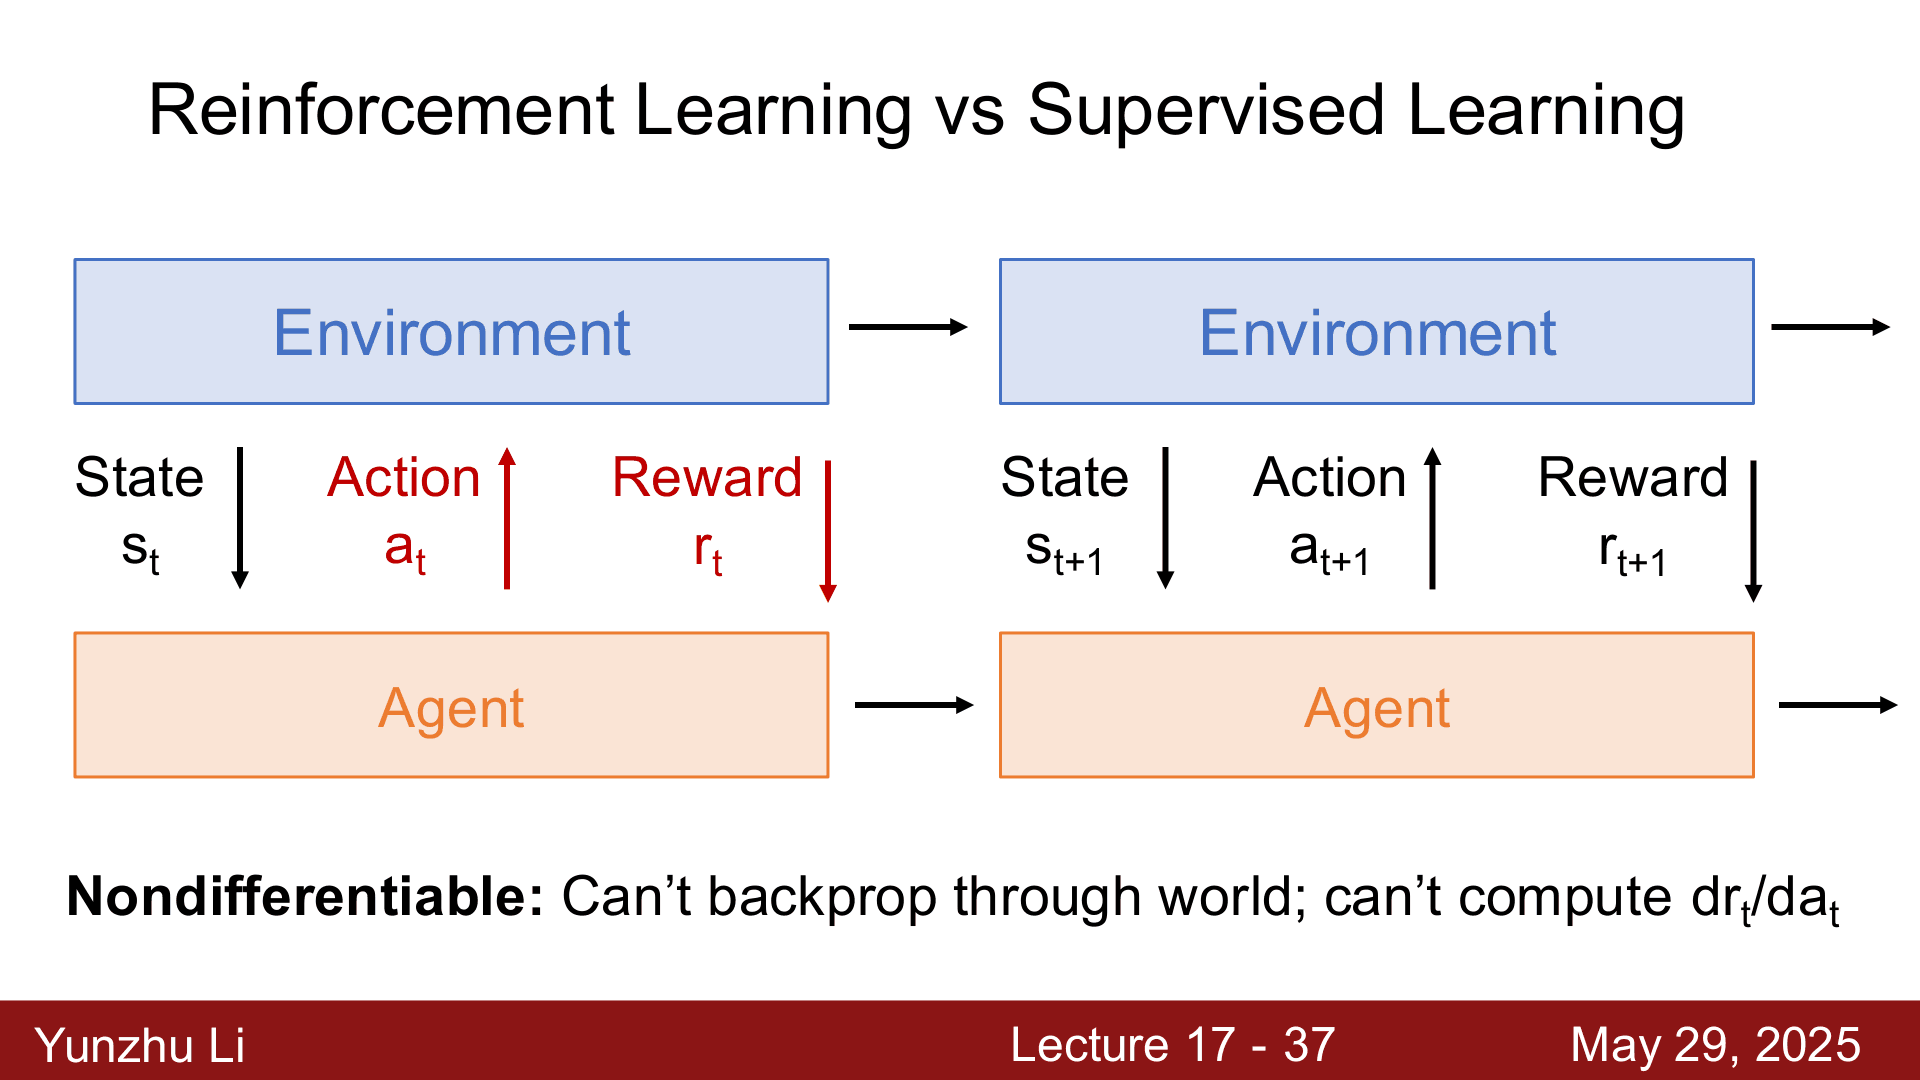 Reinforcement Learning vs Supervised Learning
Environment
Environment
State
Action
Reward
State
Action
Reward
sₜ
aₜ
rₜ
sₜ₊₁
aₜ₊₁
rₜ₊₁
Agent
Agent
Nondifferentiable: Can’t backprop through world; can’t compute drₜ/daₜ
Yunzhu Li
Lecture 17 - 37
May 29, 2025